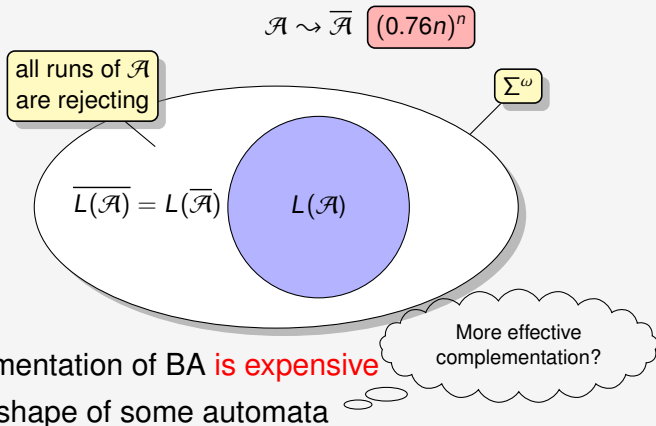 𝒜 ⇝ 𝒜̅ (0.76n)ⁿ
all runs of 𝒜
are rejecting
Σ^ω
\overline{L(𝒜)} = L(𝒜̅)
L(𝒜)
More effective
complementation?
mentation of BA is expensive
shape of some automata